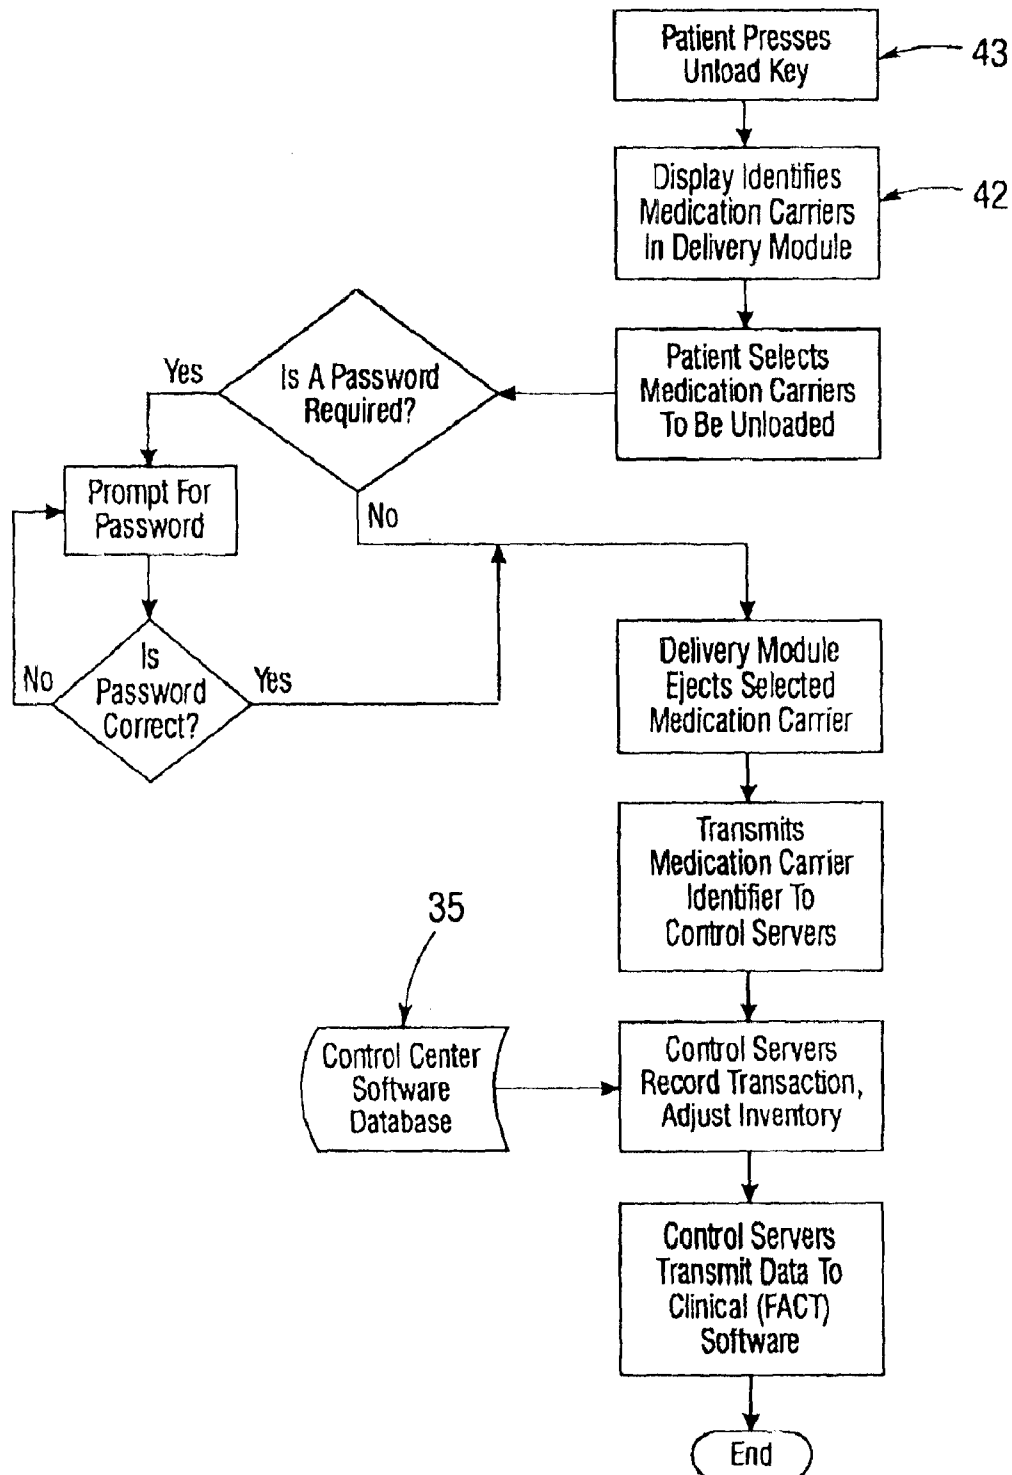 Patient Presses
Unload Key
43
Display Identifies
Medication Carriers
In Delivery Module
42
Patient Selects
Medication Carriers
To Be Unloaded
Is A Password
Required?
Yes
No
Prompt For
Password
Is
Password
Correct?
No
Yes
Delivery Module
Ejects Selected
Medication Carrier
Transmits
Medication Carrier
Identifier To
Control Servers
35
Control Center
Software
Database
Control Servers
Record Transaction,
Adjust Inventory
Control Servers
Transmit Data To
Clinical (FACT)
Software
End